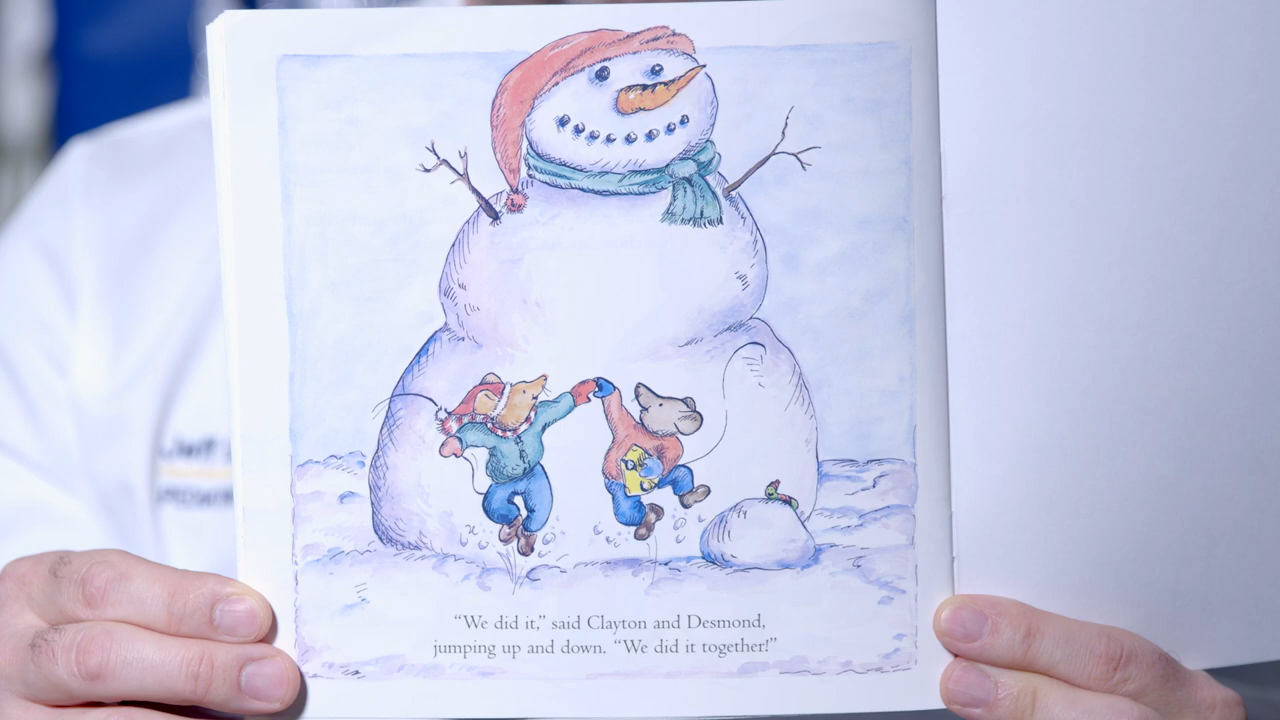 “We did it,” said Clayton and Desmond,
jumping up and down. “We did it together!”